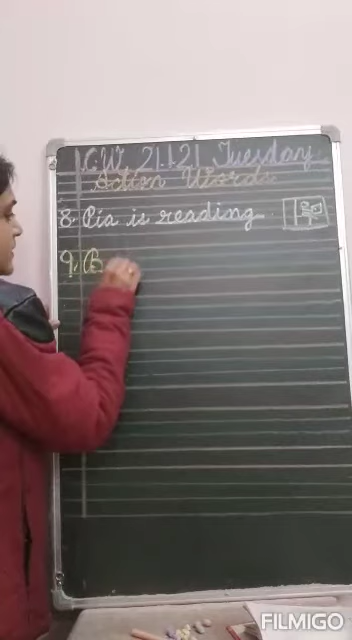 C.W. 21.1.21 Tuesday
Action Words
8. Pia is reading.
9. B
FILMIGO